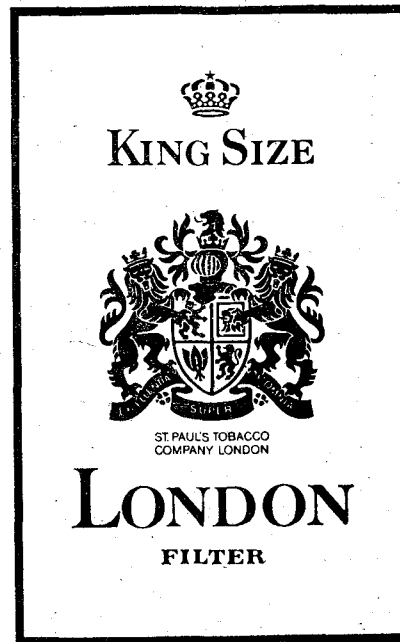 KING SIZE
SUPER
ST. PAUL'S TOBACCO
COMPANY LONDON
LONDON
FILTER